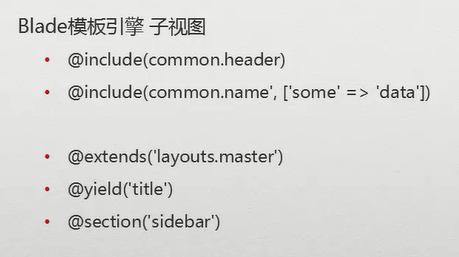 Blade模板引擎 子视图
• @include(common.header)
• @include(common.name', ['some' => 'data'])
• @extends('layouts.master')
• @yield('title')
• @section('sidebar')